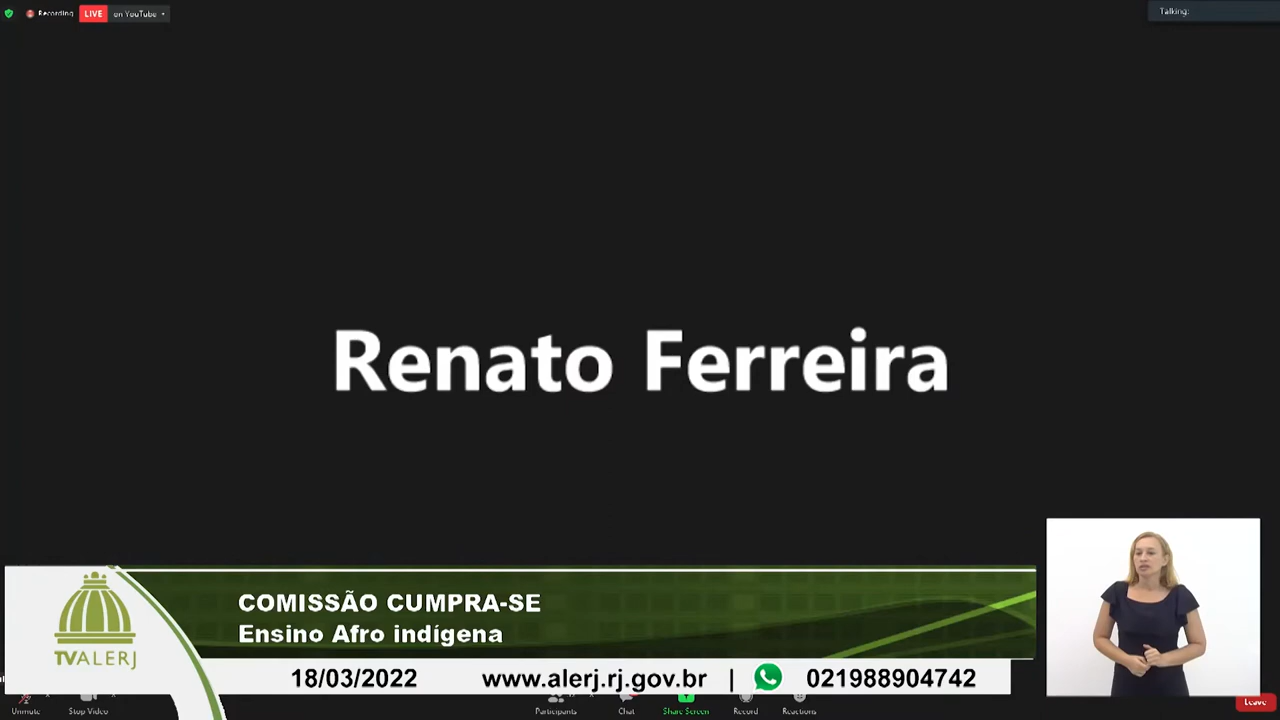 Recording
LIVE
on YouTube
Talking:
Renato Ferreira
COMISSÃO CUMPRA-SE
Ensino Afro indígena
TVALERJ
18/03/2022
www.alerj.rj.gov.br | 021988904742
Unmute
Stop Video
Participants
Chat
Share Screen
Record
Reactions
Leave